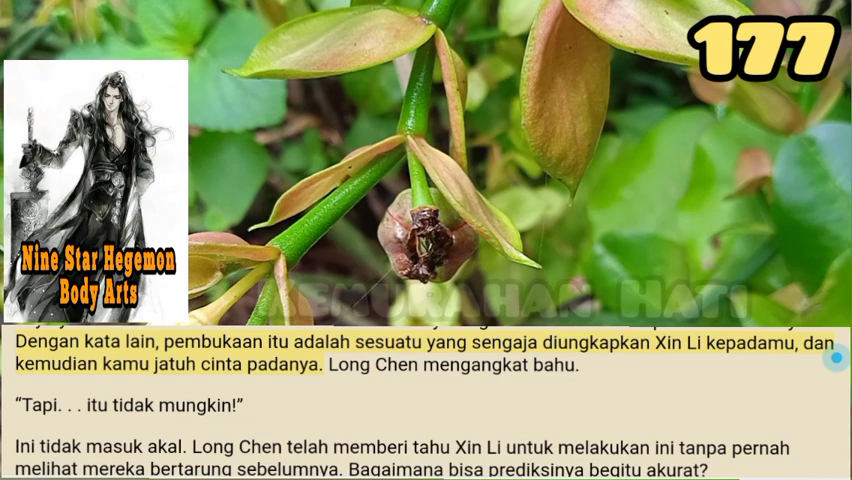 177
Nine Star Hegemon
Body Arts
KEMURAHAN HATI
Dengan kata lain, pembukaan itu adalah sesuatu yang sengaja diungkapkan Xin Li kepadamu, dan
kemudian kamu jatuh cinta padanya. Long Chen mengangkat bahu.
“Tapi. . . itu tidak mungkin!”
Ini tidak masuk akal. Long Chen telah memberi tahu Xin Li untuk melakukan ini tanpa pernah
melihat mereka bertarung sebelumnya. Bagaimana bisa prediksinya begitu akurat?